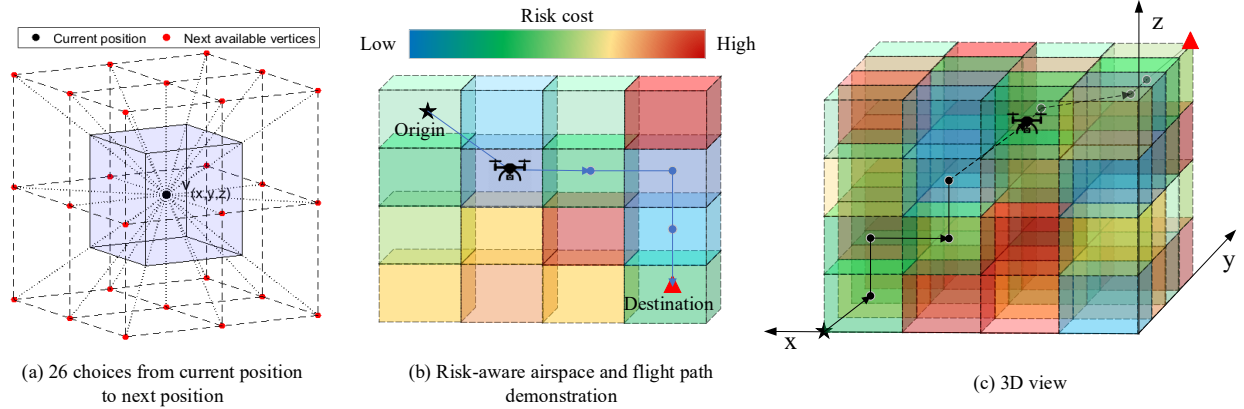 Current position
Next available vertices
V(x,y,z)
(a) 26 choices from current position
to next position
Risk cost
Low
High
Origin
Destination
(b) Risk-aware airspace and flight path
demonstration
z
y
x
(c) 3D view